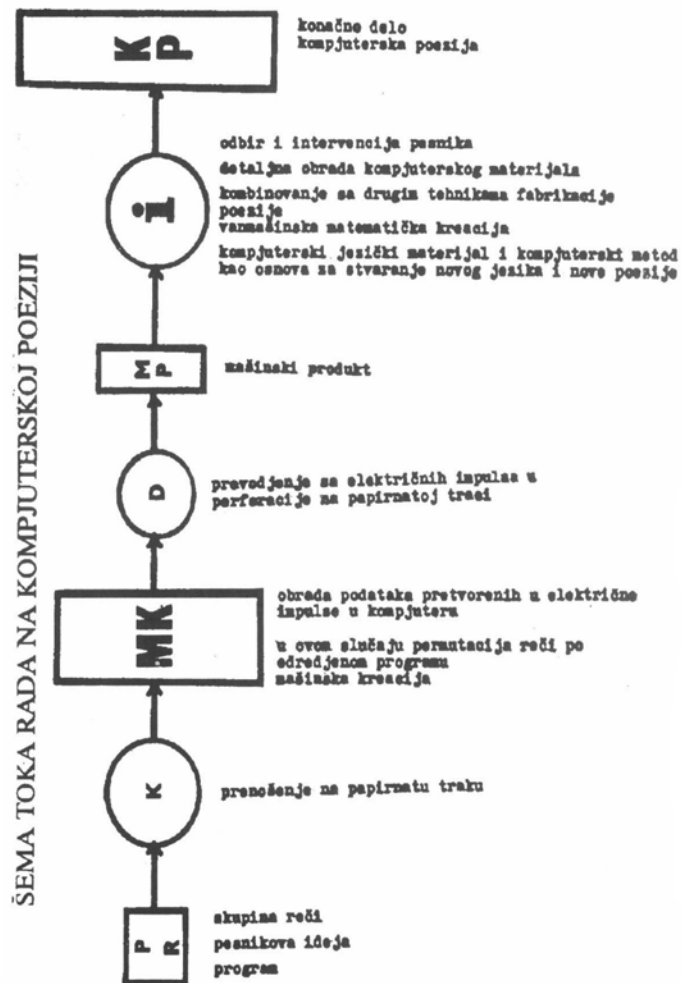 ŠEMA TOKA RADA NA KOMPJUTERSKOJ POEZIJI
K P
konačne delo
kompjuterska poezija
i
odbir i intervencija pesnika
detaljna obrada kompjuterskog materijala
kombinovanje sa drugim tehnikama fabrikacije
poezije
vanmašinska matematička kreacija
kompjuterski jezički materijal i kompjuterski metod
kao osnova za stvaranje novog jezika i nove poezije
M P
mašinski produkt
D
prevodjenje sa električnih impulsa u
perforacije na papirnatoj traci
MK
obrada podataka pretvorenih u električne
impulse u kompjuteru
u ovom slučaju permutacija reči po
odredjenom programu
mašinska kreacija
K
prenošenje na papirnatu traku
P R
skupina reči
pesnikova ideja
program